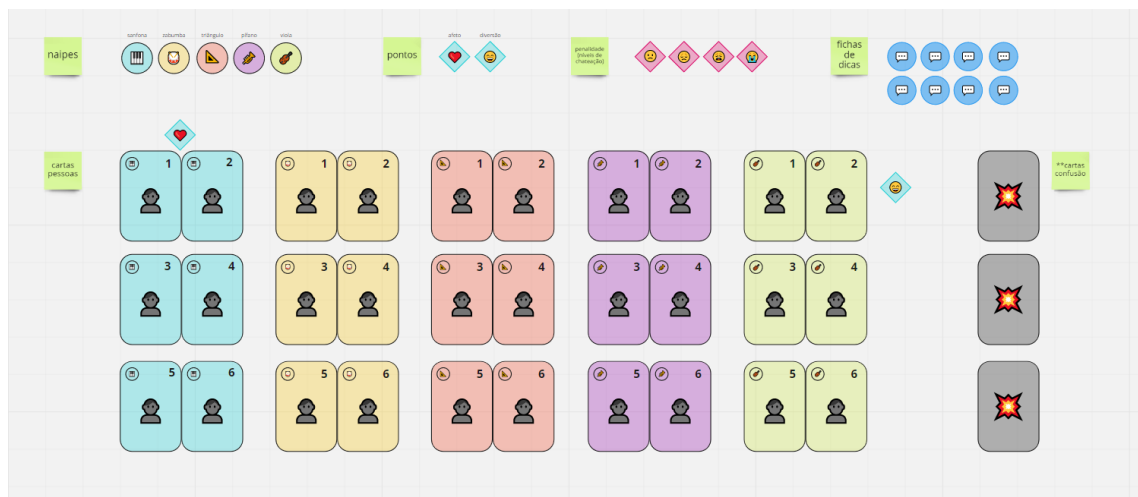 sanfona zabumba triângulo pífano viola
afeto diversão
naipes
pontos
penalidade
(níveis de
chateação)
fichas
de
dicas
cartas
pessoas
1 2 1 2 1 2 1 2 1 2
**cartas
confusão
3 4 3 4 3 4 3 4 3 4
5 6 5 6 5 6 5 6 5 6